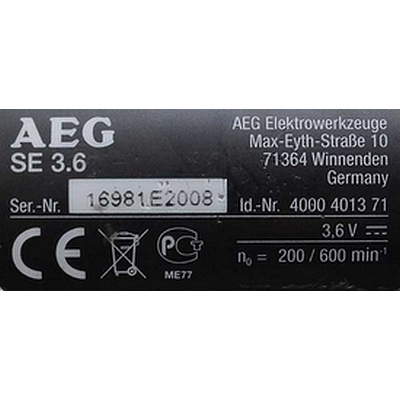 AEG
SE 3.6
AEG Elektrowerkzeuge
Max-Eyth-Straße 10
71364 Winnenden
Germany
Ser.-Nr. 16981E2008 Id.-Nr. 4000 4013 71
3,6 V
n₀ = 200 / 600 min⁻¹
CE
PCT
ME77